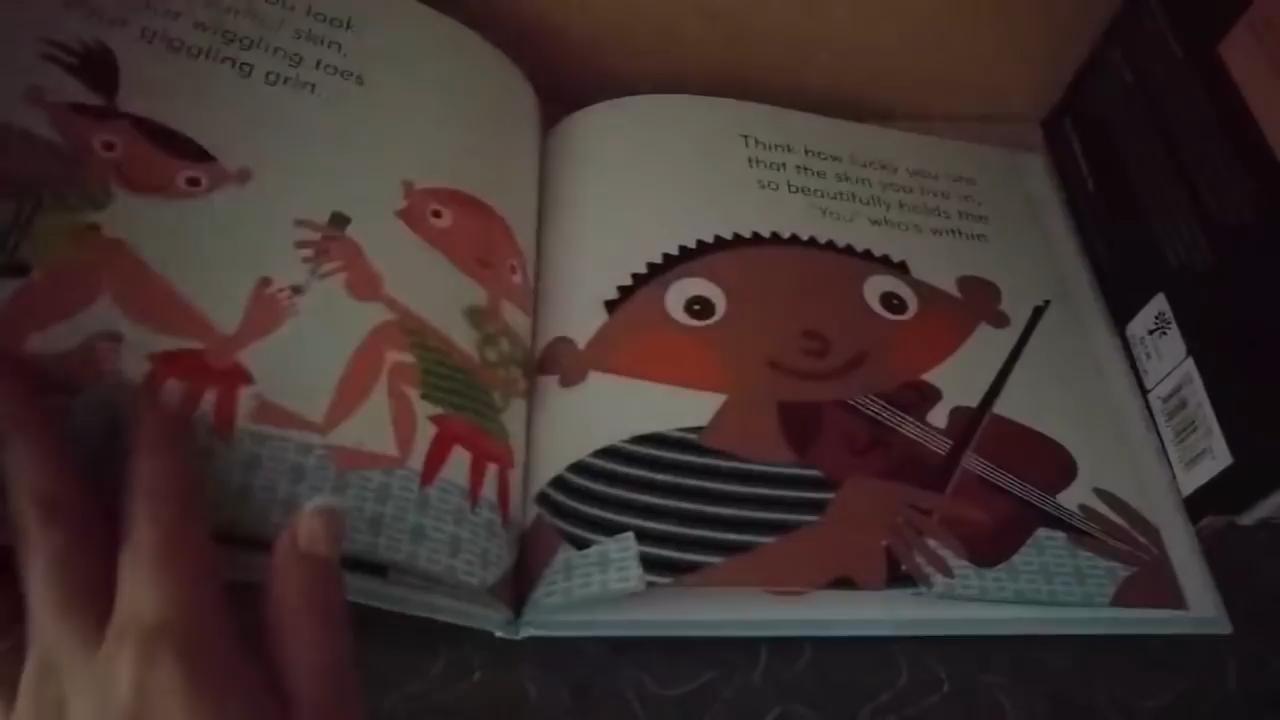 you look
skin,
wiggling toes
giggling grin...
Think how lucky you are
that the skin you live in,
so beautifully holds the
"You" who's within